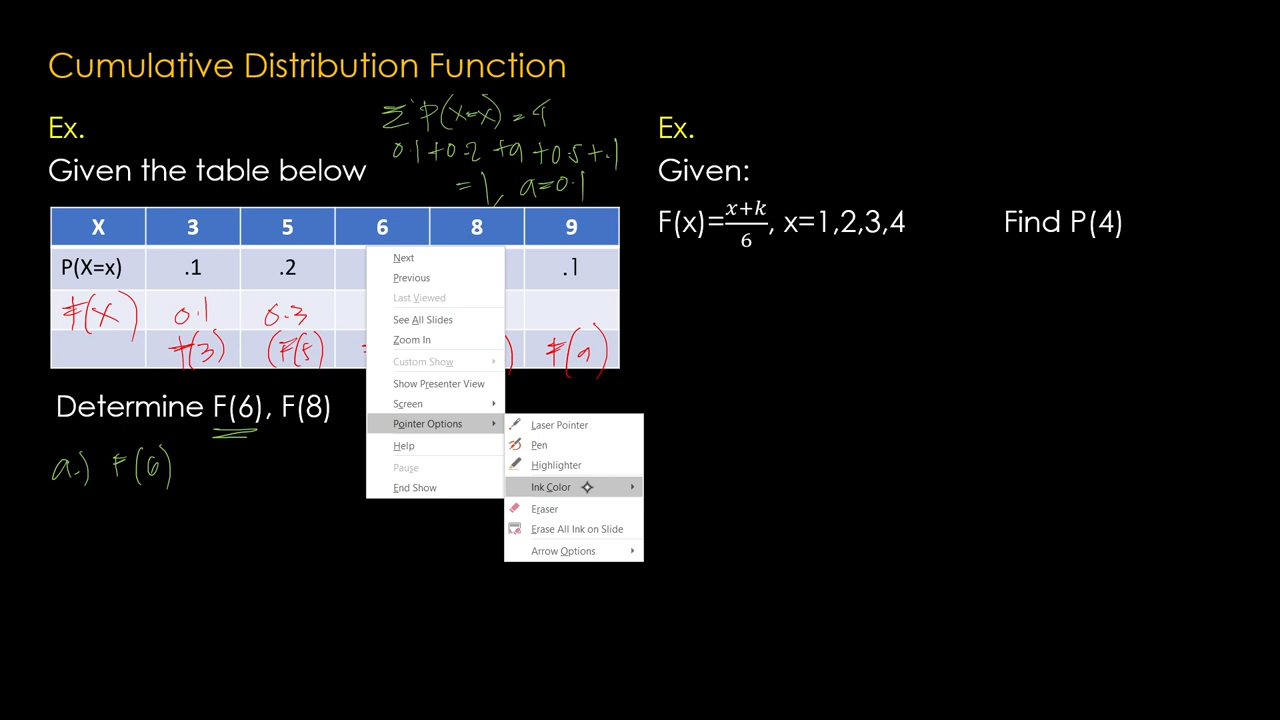 Cumulative Distribution Function
Ex.
Σ P(X=x) = 1
0.1 + 0.2 + a + 0.5 + .1
= 1, a = 0.1
Given the table below
X 3 5 6 8 9
P(X=x) .1 .2 .1
F(x) 0.1 0.3
F(3) (F(5) F(9)
Determine F(6), F(8)
a.) F(6)
Next
Previous
Last Viewed
See All Slides
Zoom In
Custom Show
Show Presenter View
Screen
Pointer Options
Help
Pause
End Show
Laser Pointer
Pen
Highlighter
Ink Color
Eraser
Erase All Ink on Slide
Arrow Options
Ex.
Given:
F(x)=x+k/6, x=1,2,3,4 Find P(4)